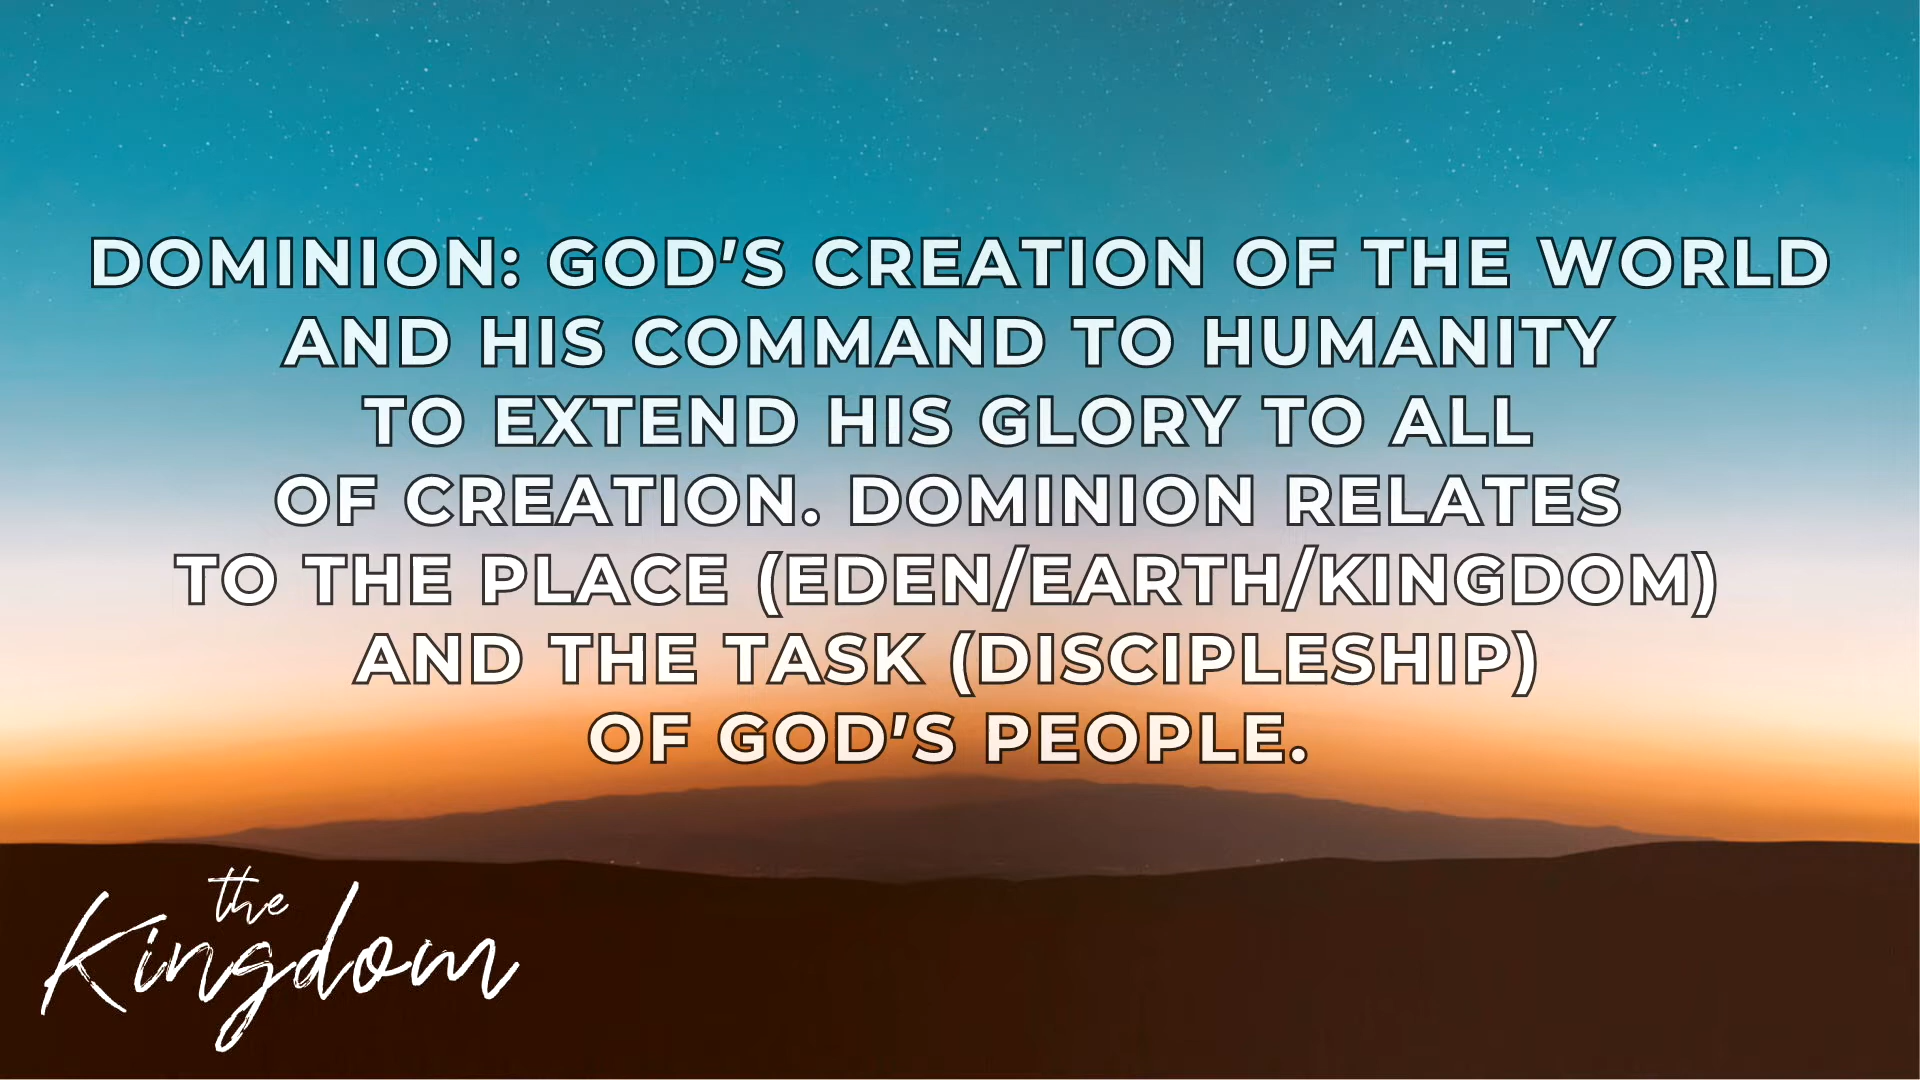 DOMINION: GOD'S CREATION OF THE WORLD
AND HIS COMMAND TO HUMANITY
TO EXTEND HIS GLORY TO ALL
OF CREATION. DOMINION RELATES
TO THE PLACE (EDEN/EARTH/KINGDOM)
AND THE TASK (DISCIPLESHIP)
OF GOD'S PEOPLE.
the
Kingdom